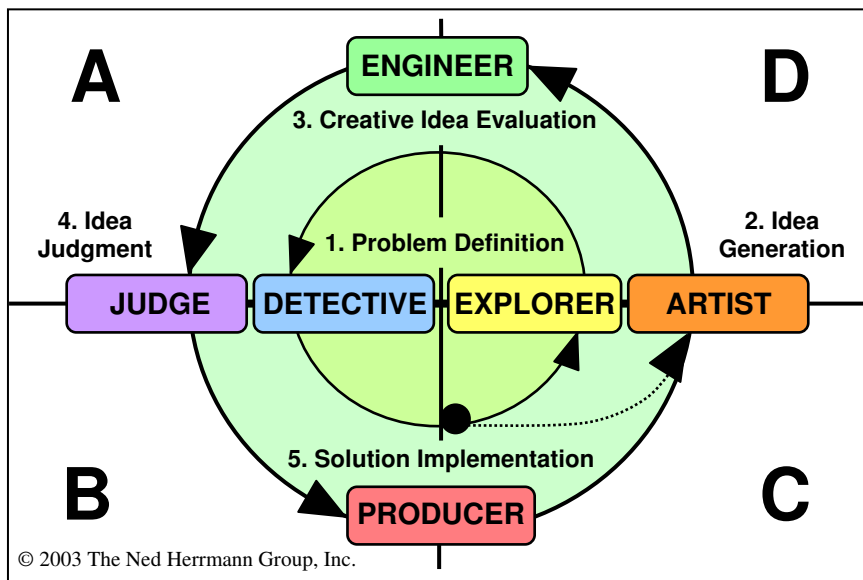 A
ENGINEER
D
3. Creative Idea Evaluation
4. Idea
Judgment
1. Problem Definition
2. Idea
Generation
JUDGE
DETECTIVE
EXPLORER
ARTIST
5. Solution Implementation
B
PRODUCER
C
© 2003 The Ned Herrmann Group, Inc.